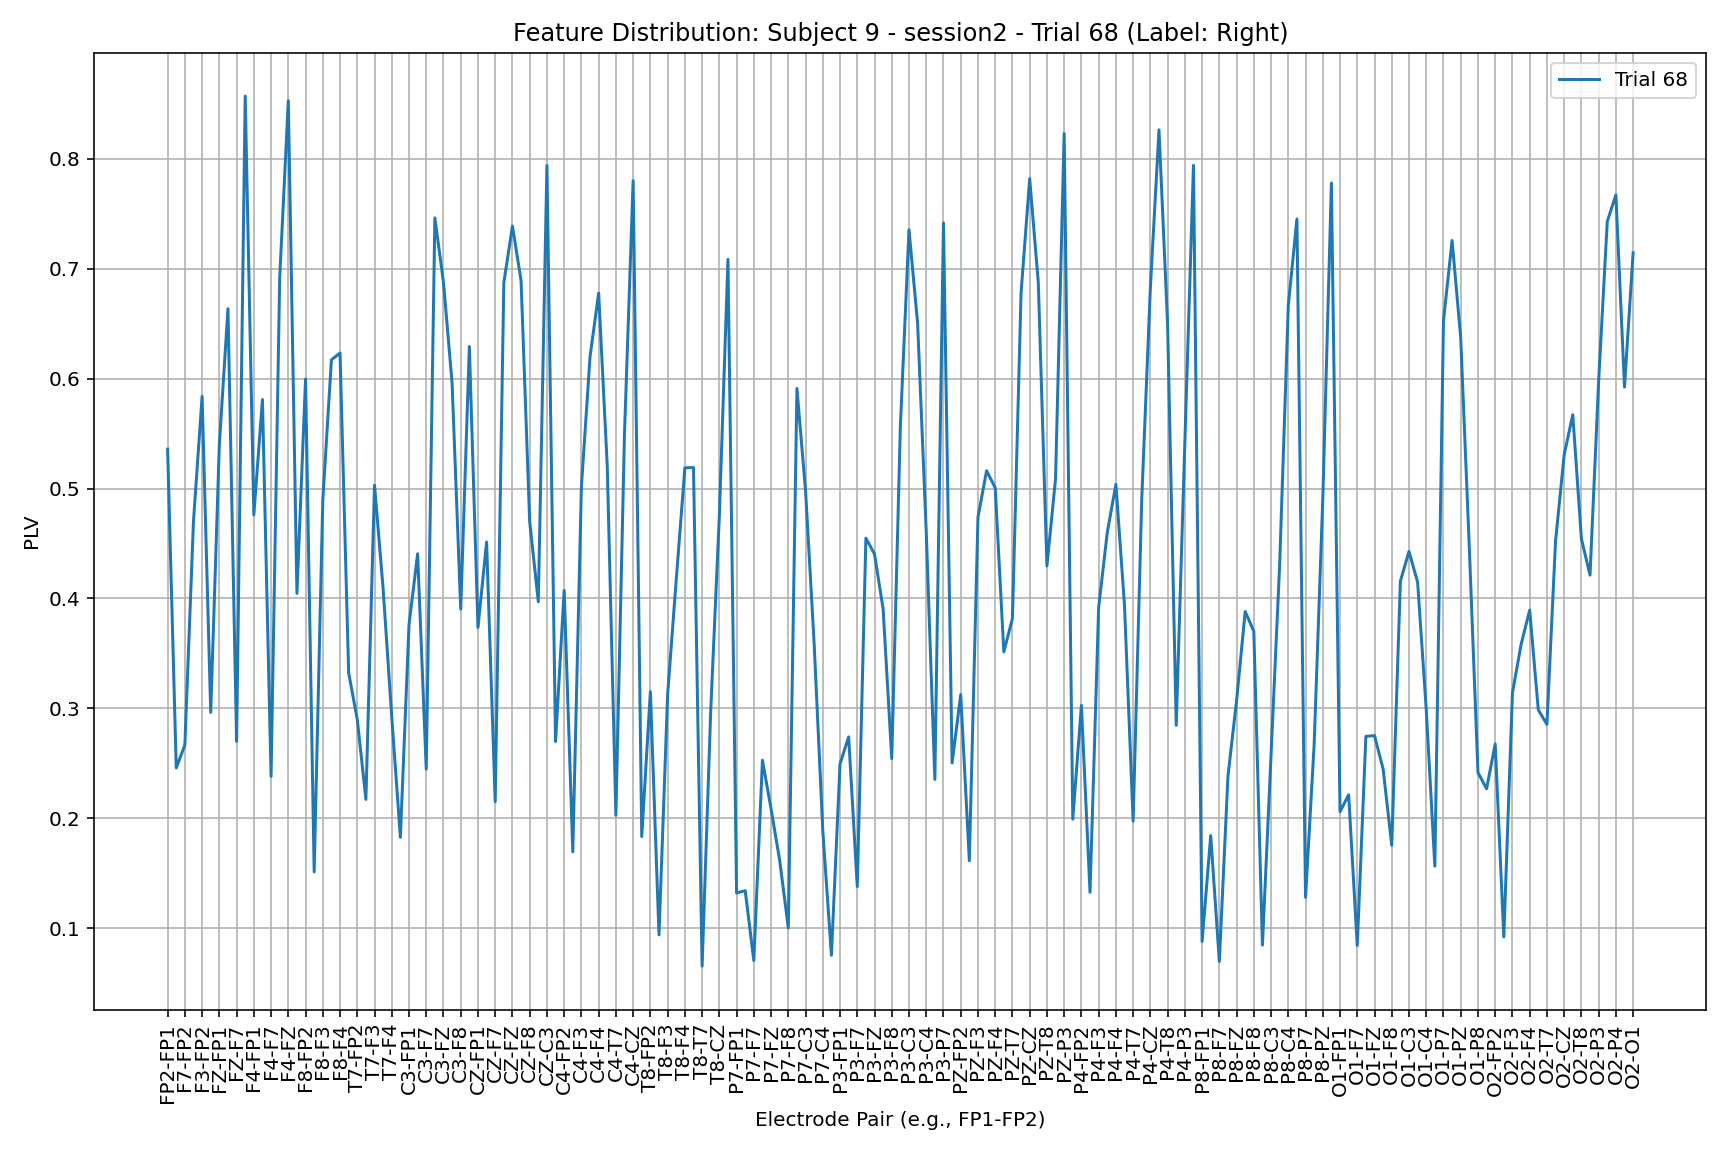 Feature Distribution: Subject 9 - session2 - Trial 68 (Label: Right)
Trial 68
PLV
0.8
0.7
0.6
0.5
0.4
0.3
0.2
0.1
FP2-FP1
F7-FP2
F3-FP2
FZ-FP1
FZ-F7
F4-FP1
F4-F7
F4-FZ
F8-FP2
F8-F3
F8-F4
T7-FP2
T7-F3
T7-F4
C3-FP1
C3-F7
C3-FZ
C3-F8
CZ-FP1
CZ-F7
CZ-FZ
CZ-F8
CZ-C3
C4-FP2
C4-F3
C4-F4
C4-T7
C4-CZ
T8-FP2
T8-F3
T8-F4
T8-T7
T8-CZ
P7-FP1
P7-F7
P7-FZ
P7-F8
P7-C3
P7-C4
P3-FP1
P3-F7
P3-FZ
P3-F8
P3-C3
P3-C4
P3-P7
PZ-FP2
PZ-F3
PZ-F4
PZ-T7
PZ-CZ
PZ-T8
PZ-P3
P4-FP2
P4-F3
P4-F4
P4-T7
P4-CZ
P4-T8
P4-P3
P8-FP1
P8-F7
P8-FZ
P8-F8
P8-C3
P8-C4
P8-P7
P8-PZ
O1-FP1
O1-F7
O1-FZ
O1-F8
O1-C3
O1-C4
O1-P7
O1-PZ
O1-P8
O2-FP2
O2-F3
O2-F4
O2-T7
O2-CZ
O2-T8
O2-P3
O2-P4
O2-O1
Electrode Pair (e.g., FP1-FP2)